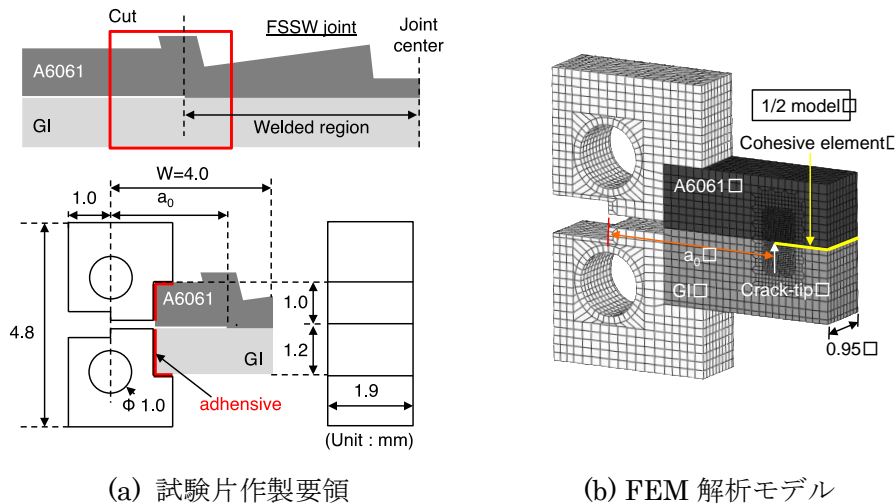 Cut
FSSW joint
Joint
center
A6061
GI
Welded region
W=4.0
1.0
a0
A6061
1.0
4.8
GI
1.2
Φ 1.0
adhensive
1.9
(Unit : mm)
(a) 試験片作製要領
1/2 model□
Cohesive element□
A6061□
a0□
GI□
Crack-tip□
0.95□
(b) FEM 解析モデル